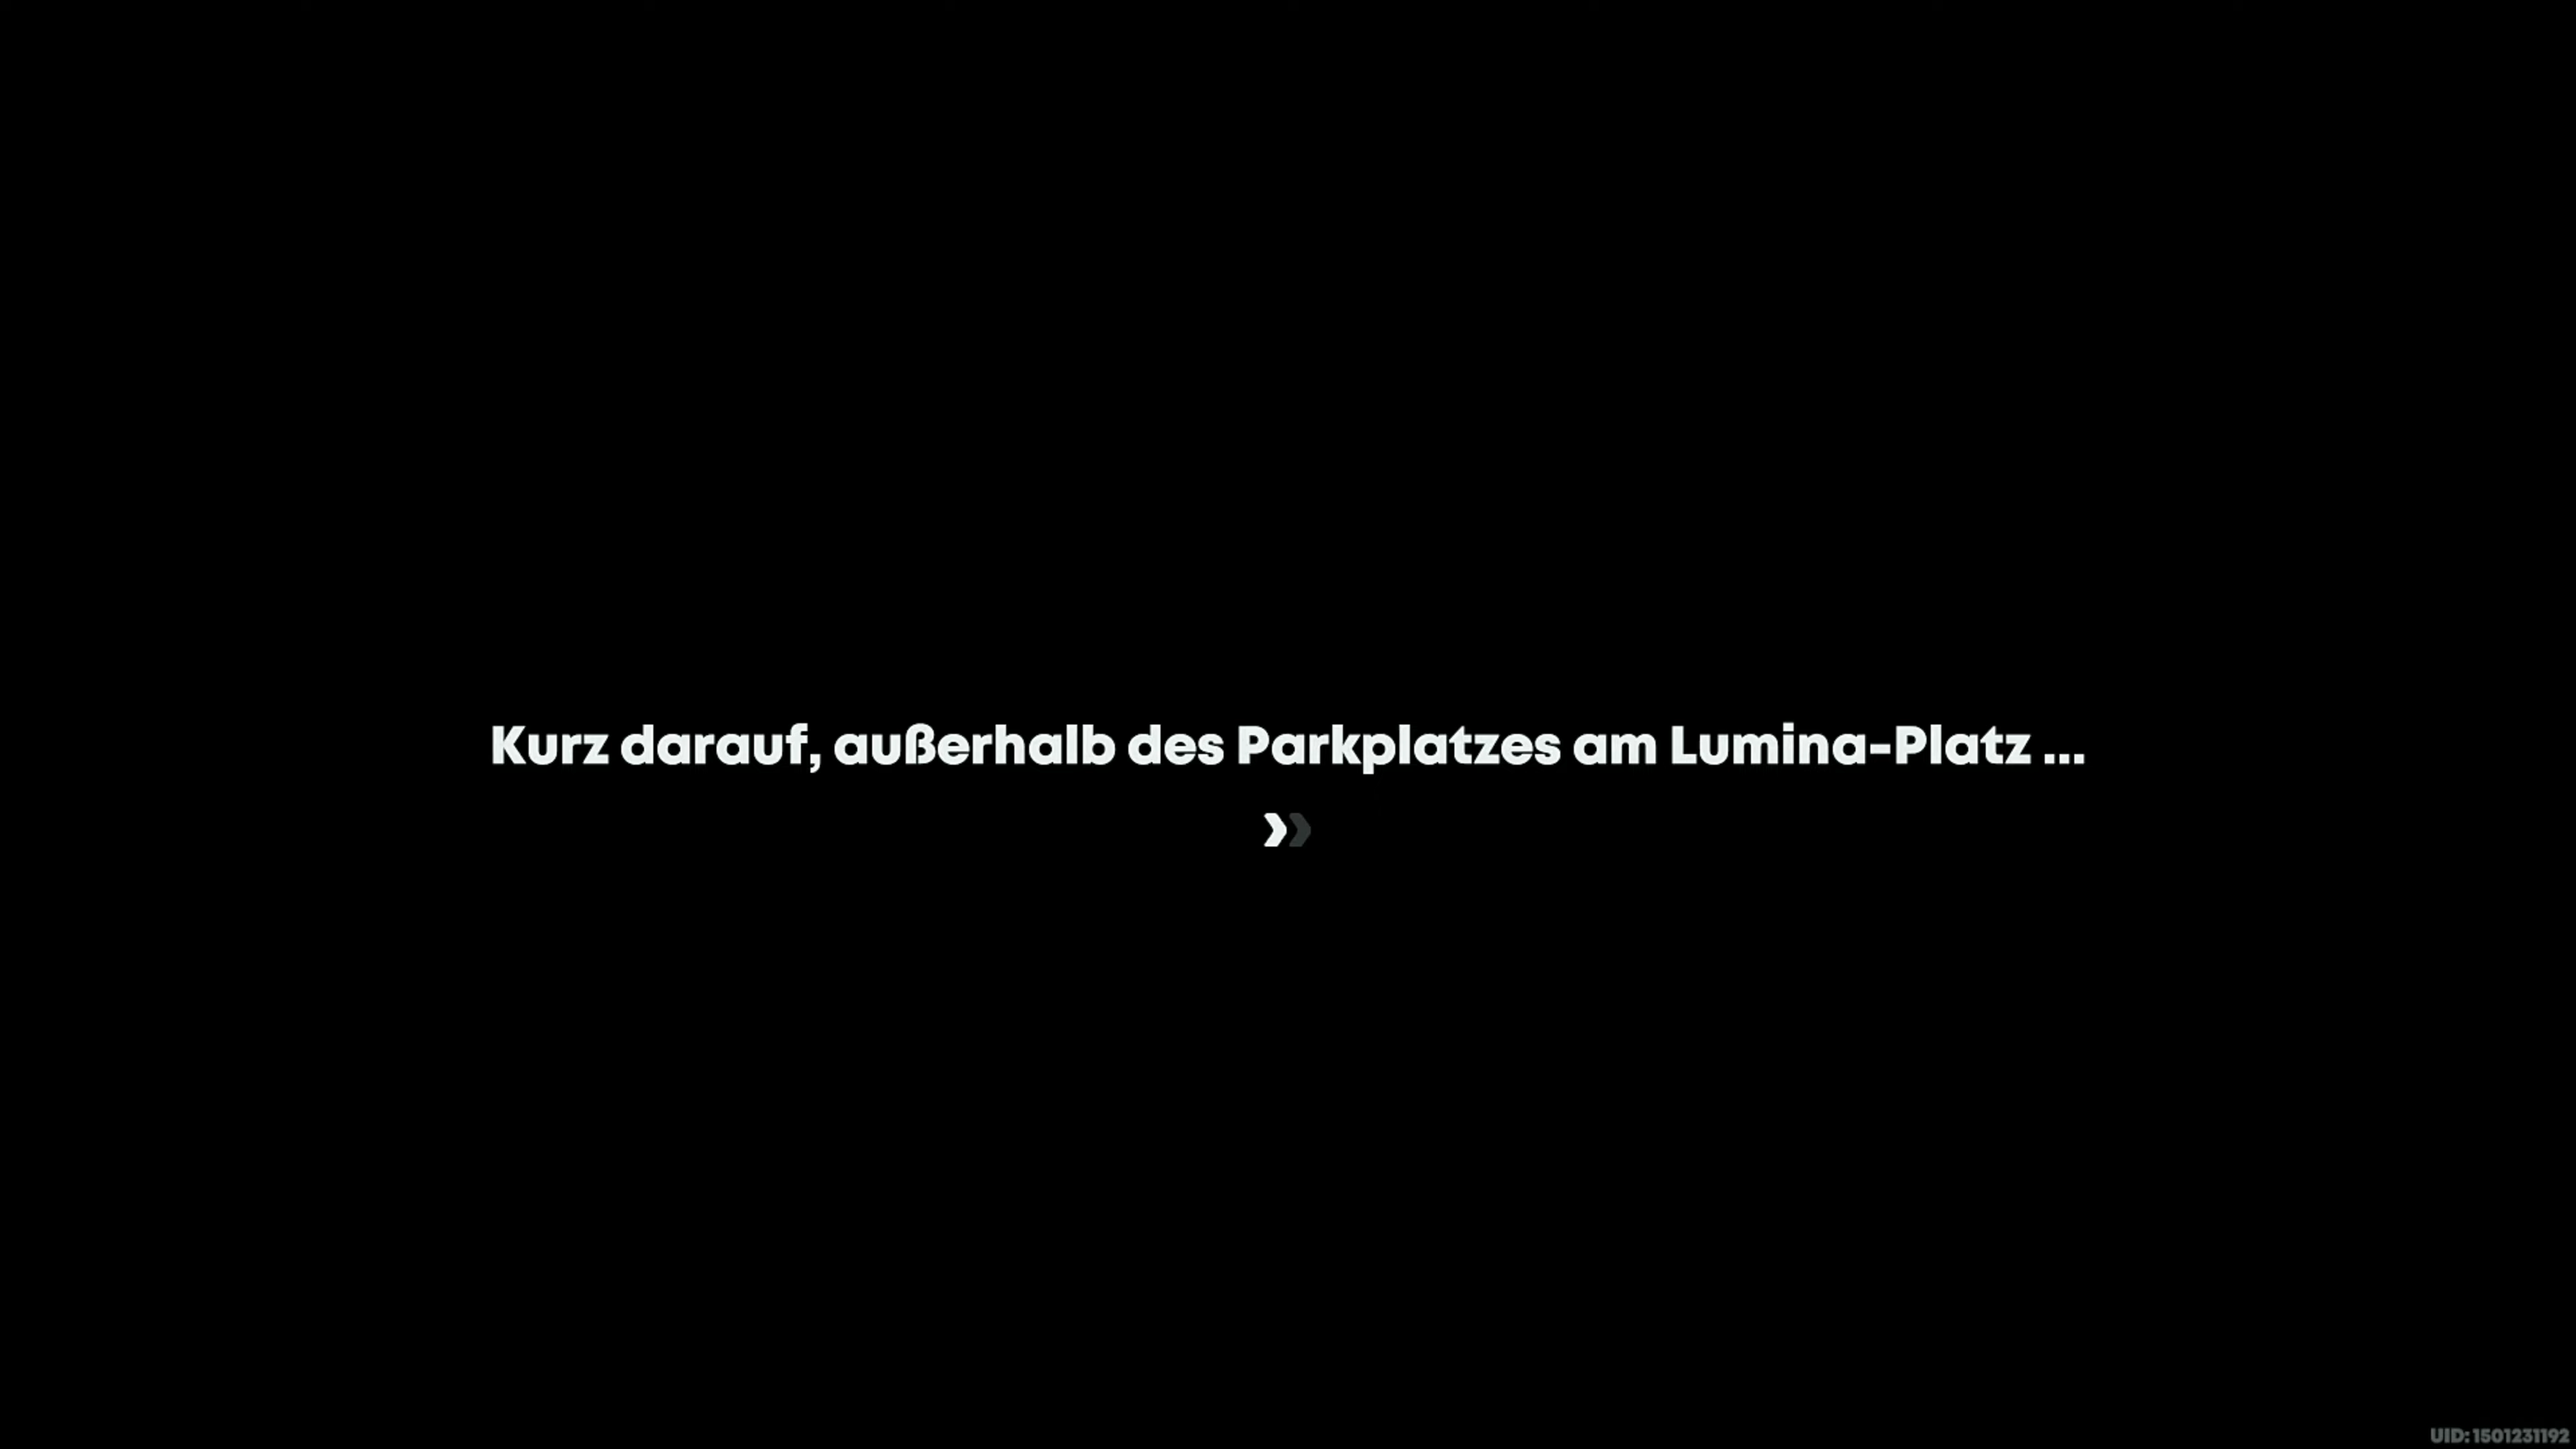 Kurz darauf, außerhalb des Parkplatzes am Lumina-Platz ...
UID: 1501231192